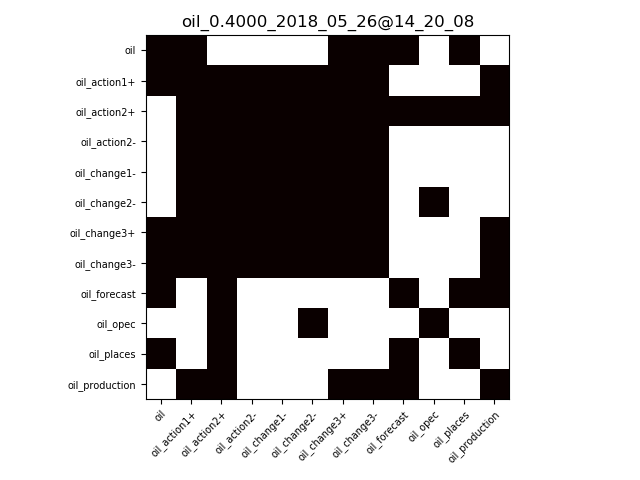 oil_0.4000_2018_05_26@14_20_08
oil
oil_action1+
oil_action2+
oil_action2-
oil_change1-
oil_change2-
oil_change3+
oil_change3-
oil_forecast
oil_opec
oil_places
oil_production
oil
oil_action1+
oil_action2+
oil_action2-
oil_change1-
oil_change2-
oil_change3+
oil_change3-
oil_forecast
oil_opec
oil_places
oil_production